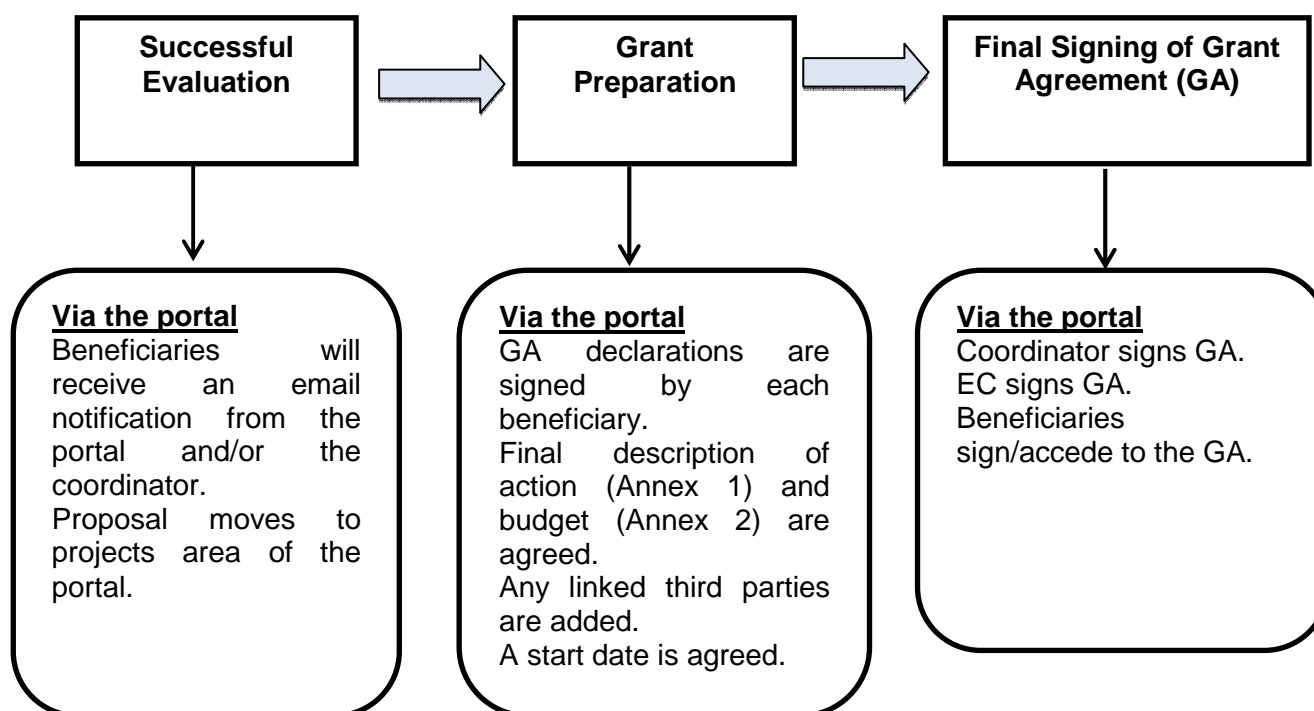 Successful
Evaluation
Grant
Preparation
Final Signing of Grant
Agreement (GA)
Via the portal
Beneficiaries will
receive an email
notification from the
portal and/or the
coordinator.
Proposal moves to
projects area of the
portal.
Via the portal
GA declarations are
signed by each
beneficiary.
Final description of
action (Annex 1) and
budget (Annex 2) are
agreed.
Any linked third parties
are added.
A start date is agreed.
Via the portal
Coordinator signs GA.
EC signs GA.
Beneficiaries
sign/accede to the GA.